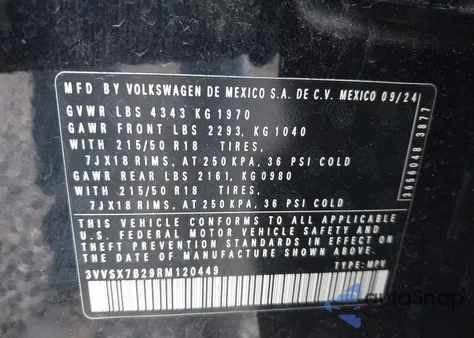 MFD BY VOLKSWAGEN DE MEXICO S.A. DE C.V. MEXICO 09/24
GVWR LBS 4343 KG 1970
GAWR FRONT LBS 2293, KG 1040
WITH 215/50 R18 TIRES,
7JX18 RIMS, AT 250 KPA, 36 PSI COLD
GAWR REAR LBS 2161, KG0980
WITH 215/50 R18 TIRES,
7JX18 RIMS, AT 250 KPA, 36 PSI COLD
THIS VEHICLE CONFORMS TO ALL APPLICABLE
U.S. FEDERAL MOTOR VEHICLE SAFETY BUMPER
AND THEFT PREVENTION STANDARDS IN EFFECT ON
THE DATE OF MANUFACTURE SHOWN ABOVE.
3VVSX7B29RM120449 TYPE: MPV
3656048 3877
autoSnap